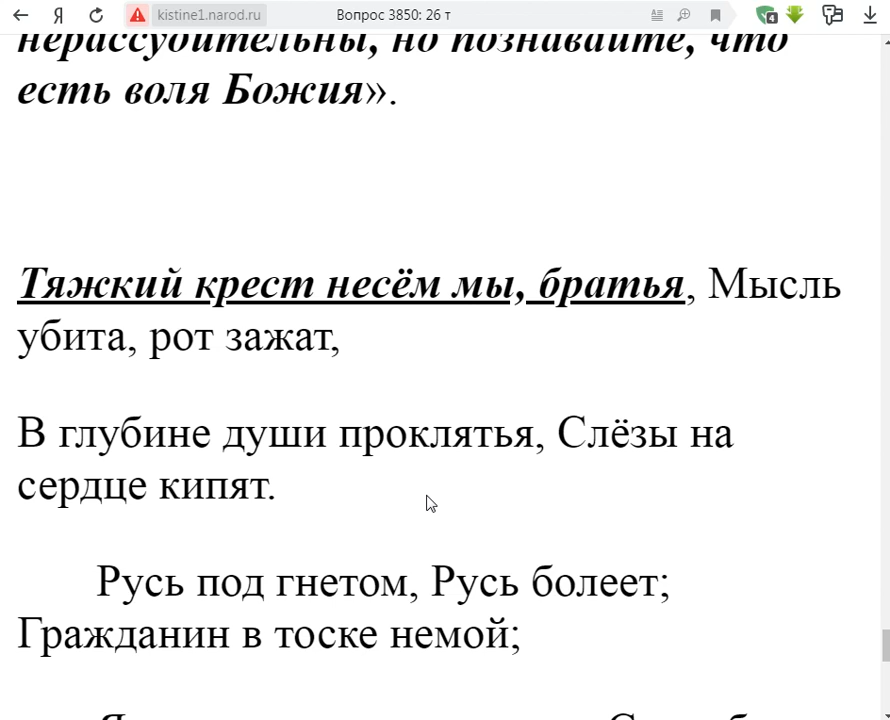 kistine1.narod.ru
Вопрос 3850: 26 т
4
нерассудительны, но познавайте, что
есть воля Божия».
Тяжкий крест несём мы, братья, Мысль
убита, рот зажат,
В глубине души проклятья, Слёзы на
сердце кипят.
Русь под гнетом, Русь болеет;
Гражданин в тоске немой;